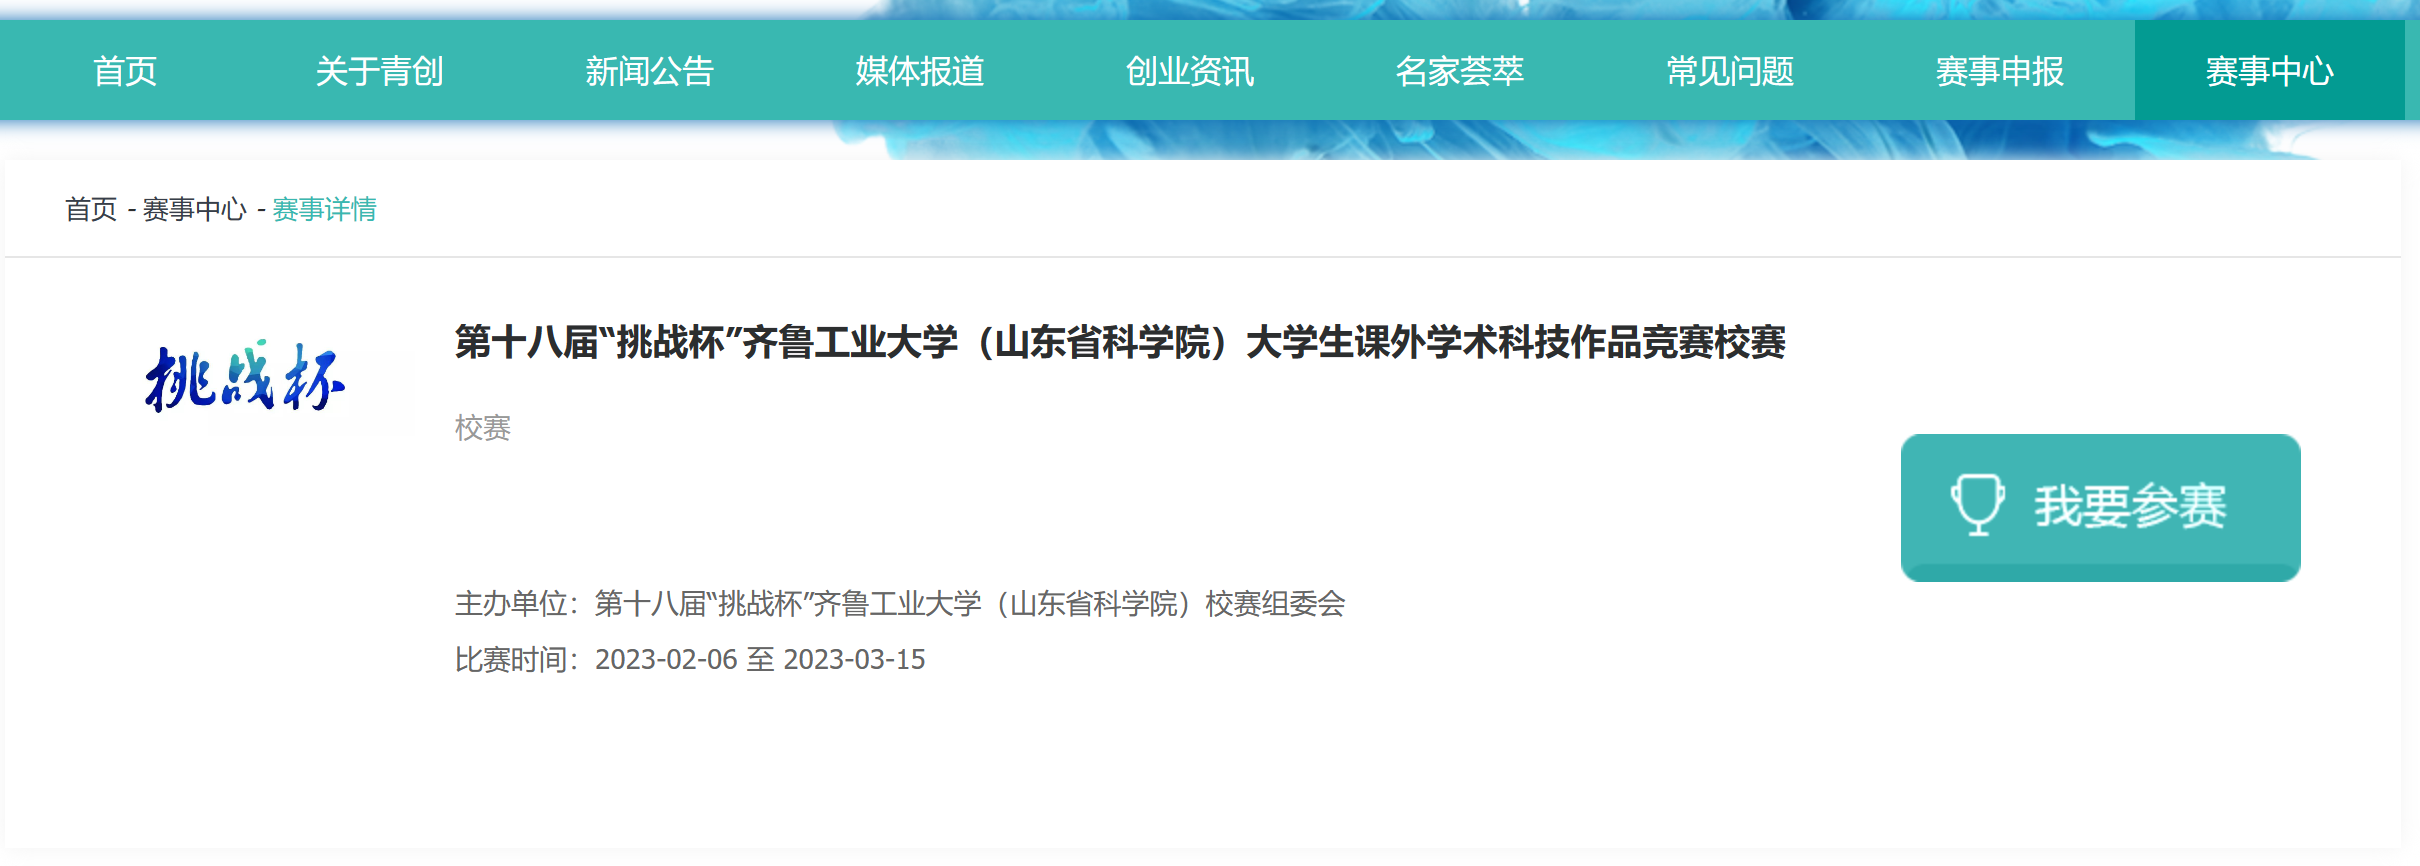 首页 关于青创 新闻公告 媒体报道 创业资讯 名家荟萃 常见问题 赛事申报 赛事中心
首页 - 赛事中心 - 赛事详情
挑战杯
第十八届“挑战杯”齐鲁工业大学（山东省科学院）大学生课外学术科技作品竞赛校赛
校赛
我要参赛
主办单位：第十八届“挑战杯”齐鲁工业大学（山东省科学院）校赛组委会
比赛时间：2023-02-06 至 2023-03-15